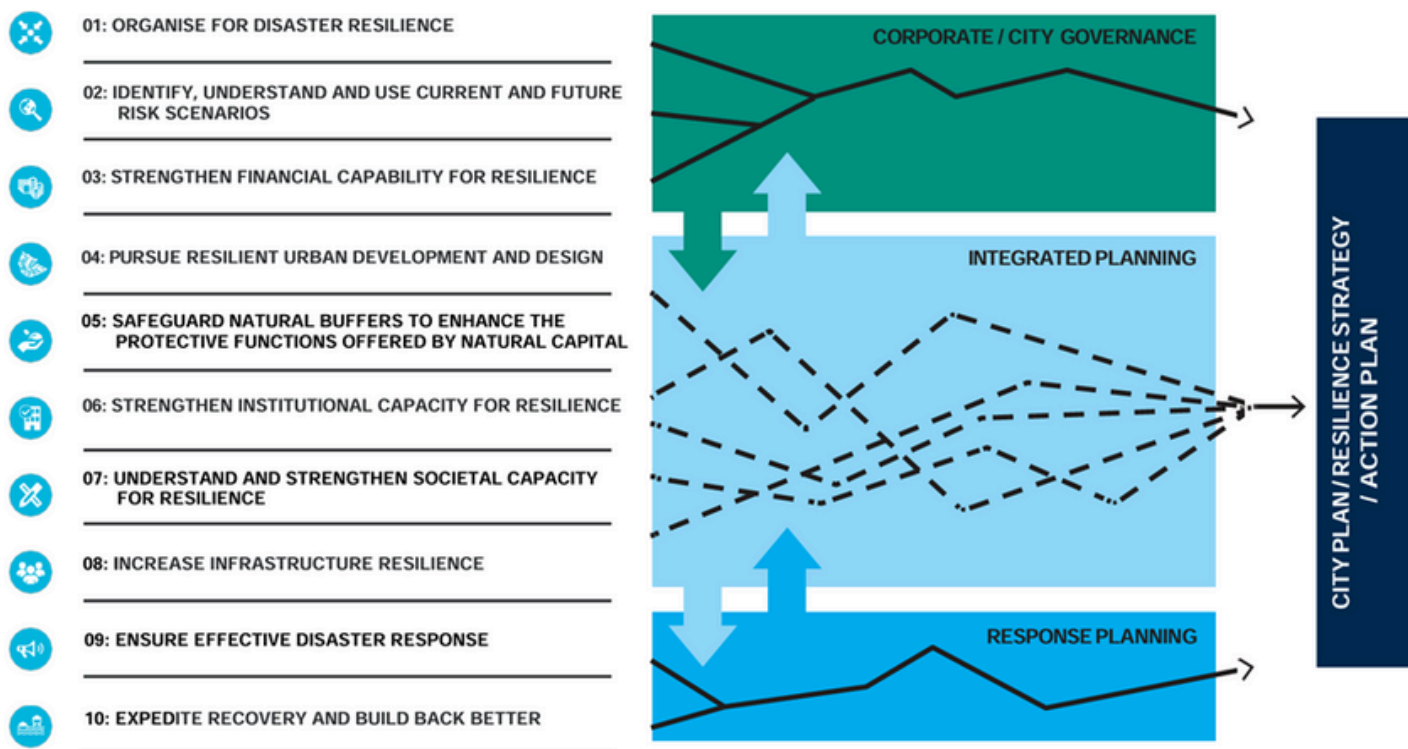 01: ORGANISE FOR DISASTER RESILIENCE
02: IDENTIFY, UNDERSTAND AND USE CURRENT AND FUTURE
RISK SCENARIOS
03: STRENGTHEN FINANCIAL CAPABILITY FOR RESILIENCE
04: PURSUE RESILIENT URBAN DEVELOPMENT AND DESIGN
05: SAFEGUARD NATURAL BUFFERS TO ENHANCE THE
PROTECTIVE FUNCTIONS OFFERED BY NATURAL CAPITAL
06: STRENGTHEN INSTITUTIONAL CAPACITY FOR RESILIENCE
07: UNDERSTAND AND STRENGTHEN SOCIETAL CAPACITY
FOR RESILIENCE
08: INCREASE INFRASTRUCTURE RESILIENCE
09: ENSURE EFFECTIVE DISASTER RESPONSE
10: EXPEDITE RECOVERY AND BUILD BACK BETTER
CORPORATE / CITY GOVERNANCE
INTEGRATED PLANNING
RESPONSE PLANNING
CITY PLAN / RESILIENCE STRATEGY
/ ACTION PLAN